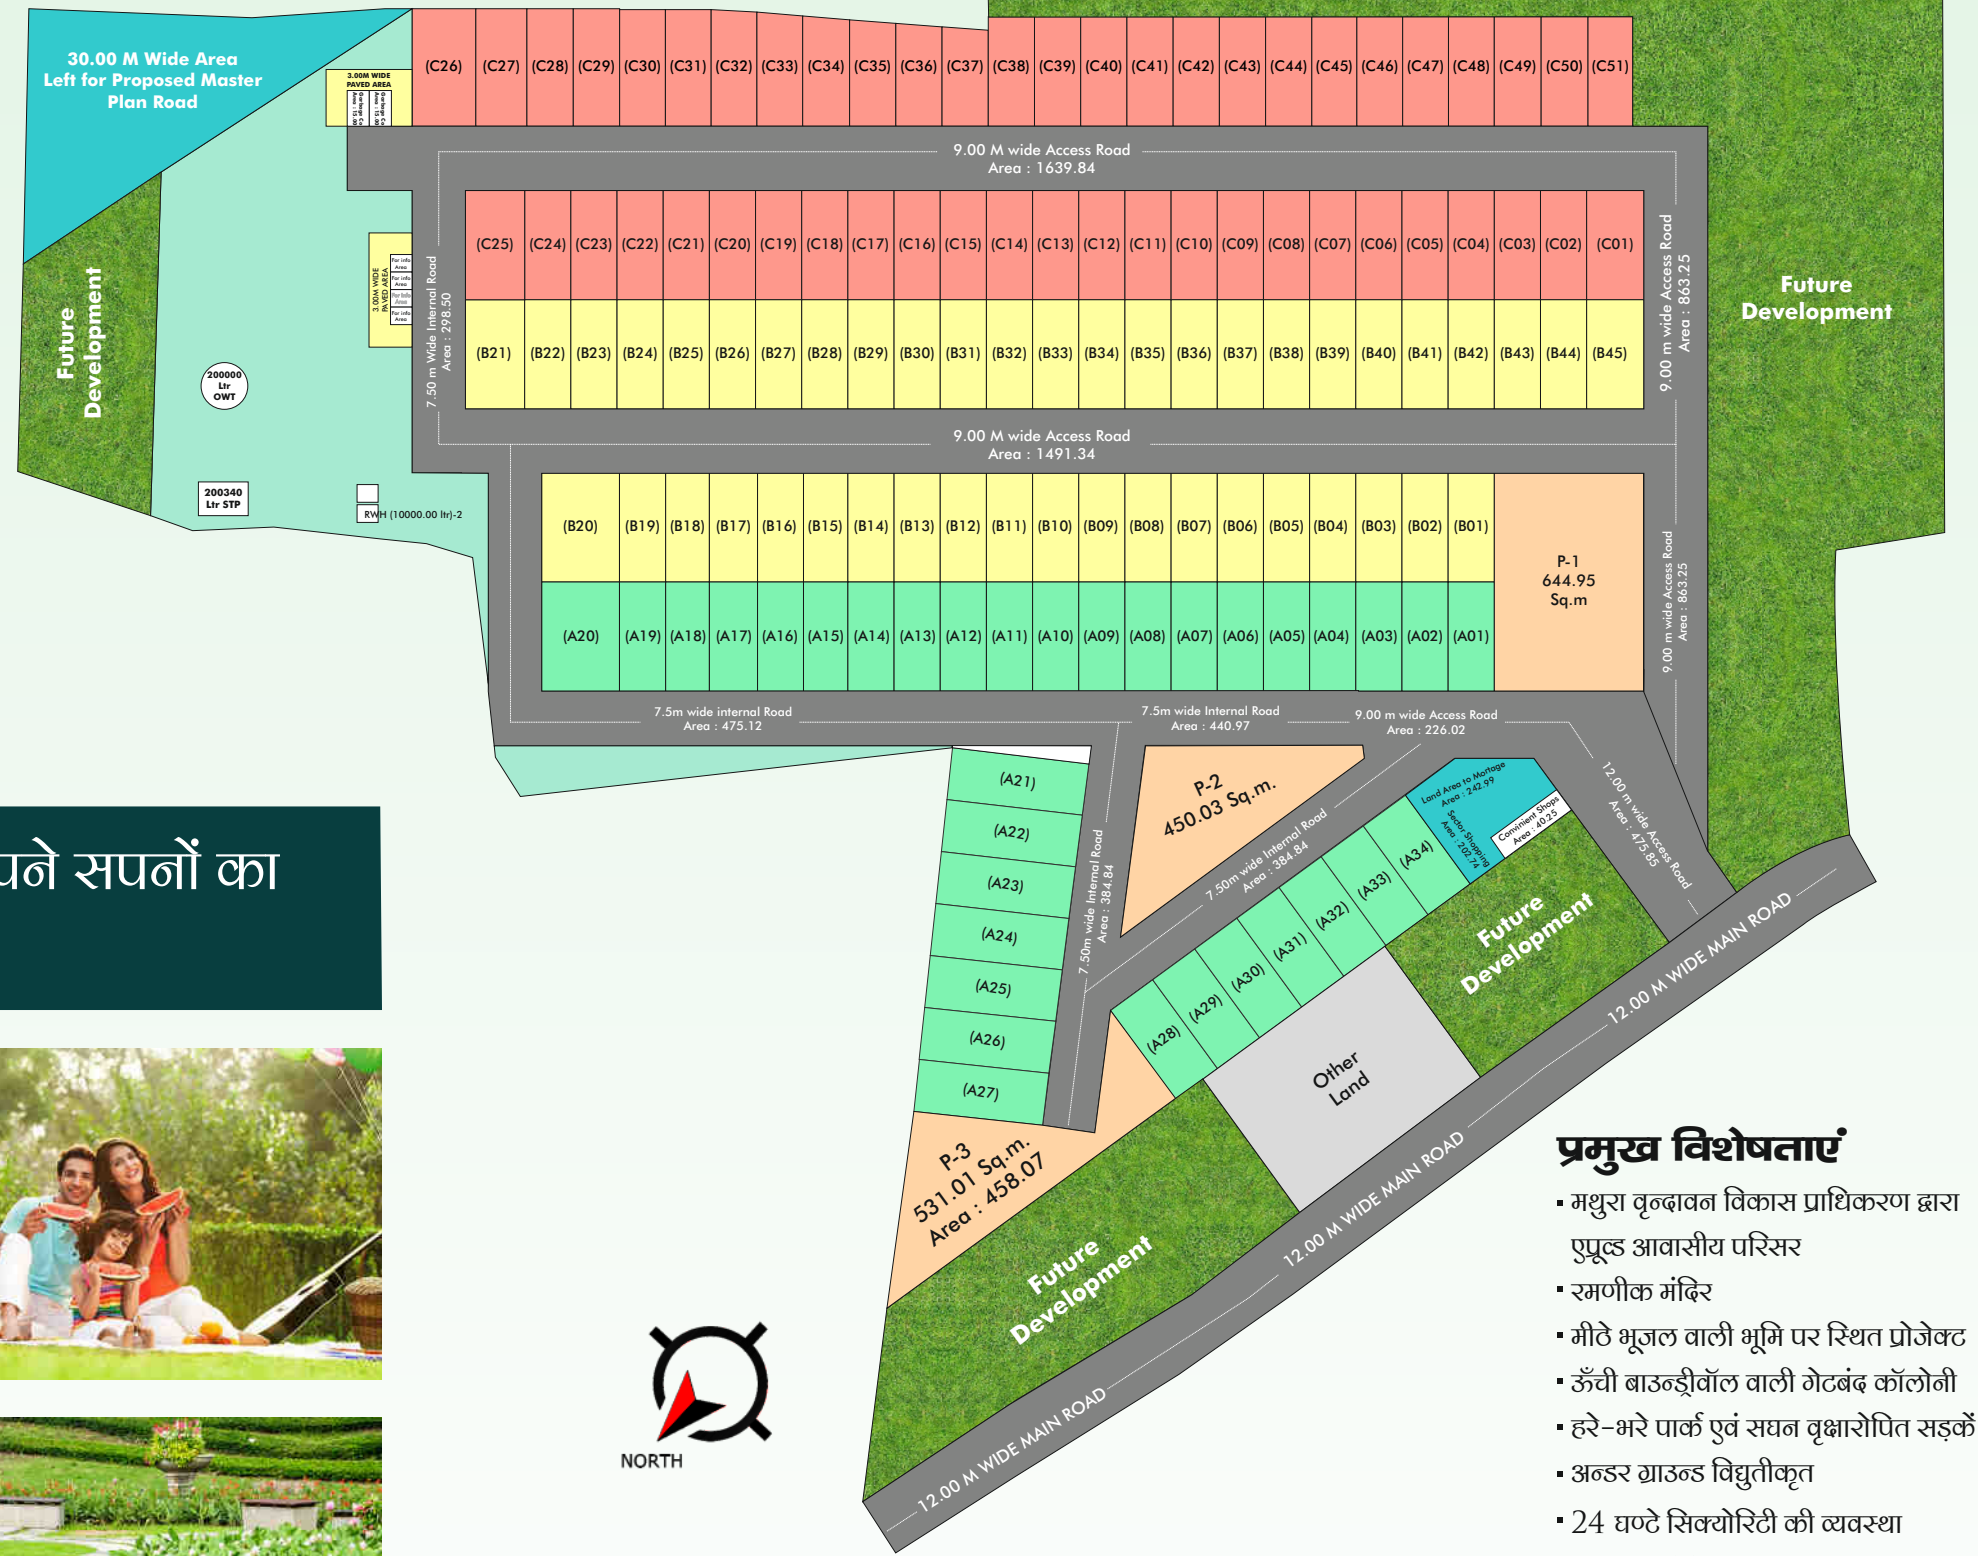 30.00 M Wide Area
Left for Proposed Master
Plan Road
3.00M WIDE
PAVED AREA
(C26) (C27) (C28) (C29) (C30) (C31) (C32) (C33) (C34) (C35) (C36) (C37) (C38) (C39) (C40) (C41) (C42) (C43) (C44) (C45) (C46) (C47) (C48) (C49) (C50) (C51)
9.00 M wide Access Road
Area : 1639.84
(C25) (C24) (C23) (C22) (C21) (C20) (C19) (C18) (C17) (C16) (C15) (C14) (C13) (C12) (C11) (C10) (C09) (C08) (C07) (C06) (C05) (C04) (C03) (C02) (C01)
(B21) (B22) (B23) (B24) (B25) (B26) (B27) (B28) (B29) (B30) (B31) (B32) (B33) (B34) (B35) (B36) (B37) (B38) (B39) (B40) (B41) (B42) (B43) (B44) (B45)
7.50 m Wide Internal Road
Area : 298.50
3.00M WIDE
PAVED AREA
For info
Area
For info
Area
For Info
Area
For info
Area
9.00 m wide Access Road
Area : 863.25
Future
Development
Future
Development
200000
Ltr
OWT
200340
Ltr STP
RWH (10000.00 ltr)-2
9.00 M wide Access Road
Area : 1491.34
(B20) (B19) (B18) (B17) (B16) (B15) (B14) (B13) (B12) (B11) (B10) (B09) (B08) (B07) (B06) (B05) (B04) (B03) (B02) (B01)
(A20) (A19) (A18) (A17) (A16) (A15) (A14) (A13) (A12) (A11) (A10) (A09) (A08) (A07) (A06) (A05) (A04) (A03) (A02) (A01)
P-1
644.95
Sq.m
9.00 m wide Access Road
Area : 863.25
7.5m wide internal Road
Area : 475.12
7.5m wide Internal Road
Area : 440.97
9.00 m wide Access Road
Area : 226.02
12.00 m wide Access Road
Area : 475.85
(A21)
(A22)
(A23)
(A24)
(A25)
(A26)
(A27)
7.50m wide Internal Road
Area : 384.84
P-2
450.03 Sq.m.
7.50m wide Internal Road
Area : 384.84
Land Area to Mortage
Area : 242.99
Sector Shopping
Area : 202.74
Convinient Shops
Area : 40.25
(A28) (A29) (A30) (A31) (A32) (A33) (A34)
Future
Development
Other
Land
P-3
531.01 Sq.m.
Area : 458.07
Future
Development
12.00 M WIDE MAIN ROAD
12.00 M WIDE MAIN ROAD
12.00 M WIDE MAIN ROAD
पने सपनों का
NORTH
प्रमुख विशेषताएं
▪ मथुरा वृन्दावन विकास प्राधिकरण द्वारा
एप्रूव्ड आवासीय परिसर
▪ रमणीक मंदिर
▪ मीठे भूजल वाली भूमि पर स्थित प्रोजेक्ट
▪ ऊँची बाउन्ड्रीवॉल वाली गेटबंद कॉलोनी
▪ हरे-भरे पार्क एवं सघन वृक्षारोपित सड़कें
▪ अन्डर ग्राउन्ड विद्युतीकृत
▪ 24 घण्टे सिक्योरिटी की व्यवस्था